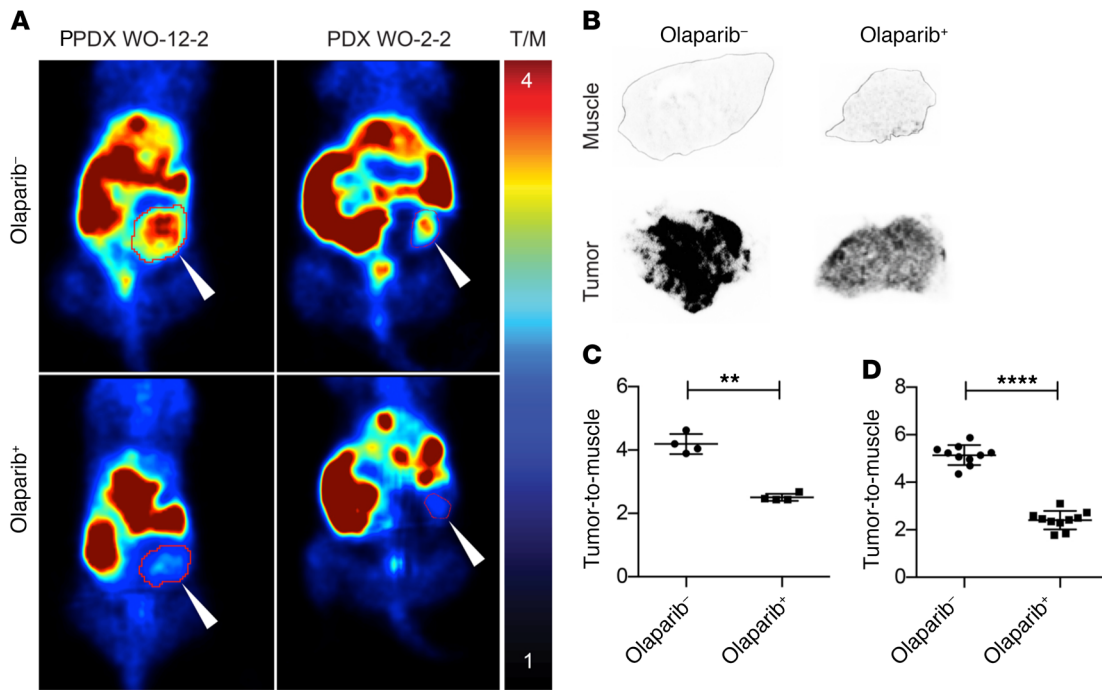 A
PPDX WO-12-2
PDX WO-2-2
T/M
4
1
Olaparib⁻
Olaparib⁺
B
Olaparib⁻
Olaparib⁺
Muscle
Tumor
C
**
Tumor-to-muscle
6
4
2
0
Olaparib⁻
Olaparib⁺
D
****
Tumor-to-muscle
8
6
4
2
0
Olaparib⁻
Olaparib⁺